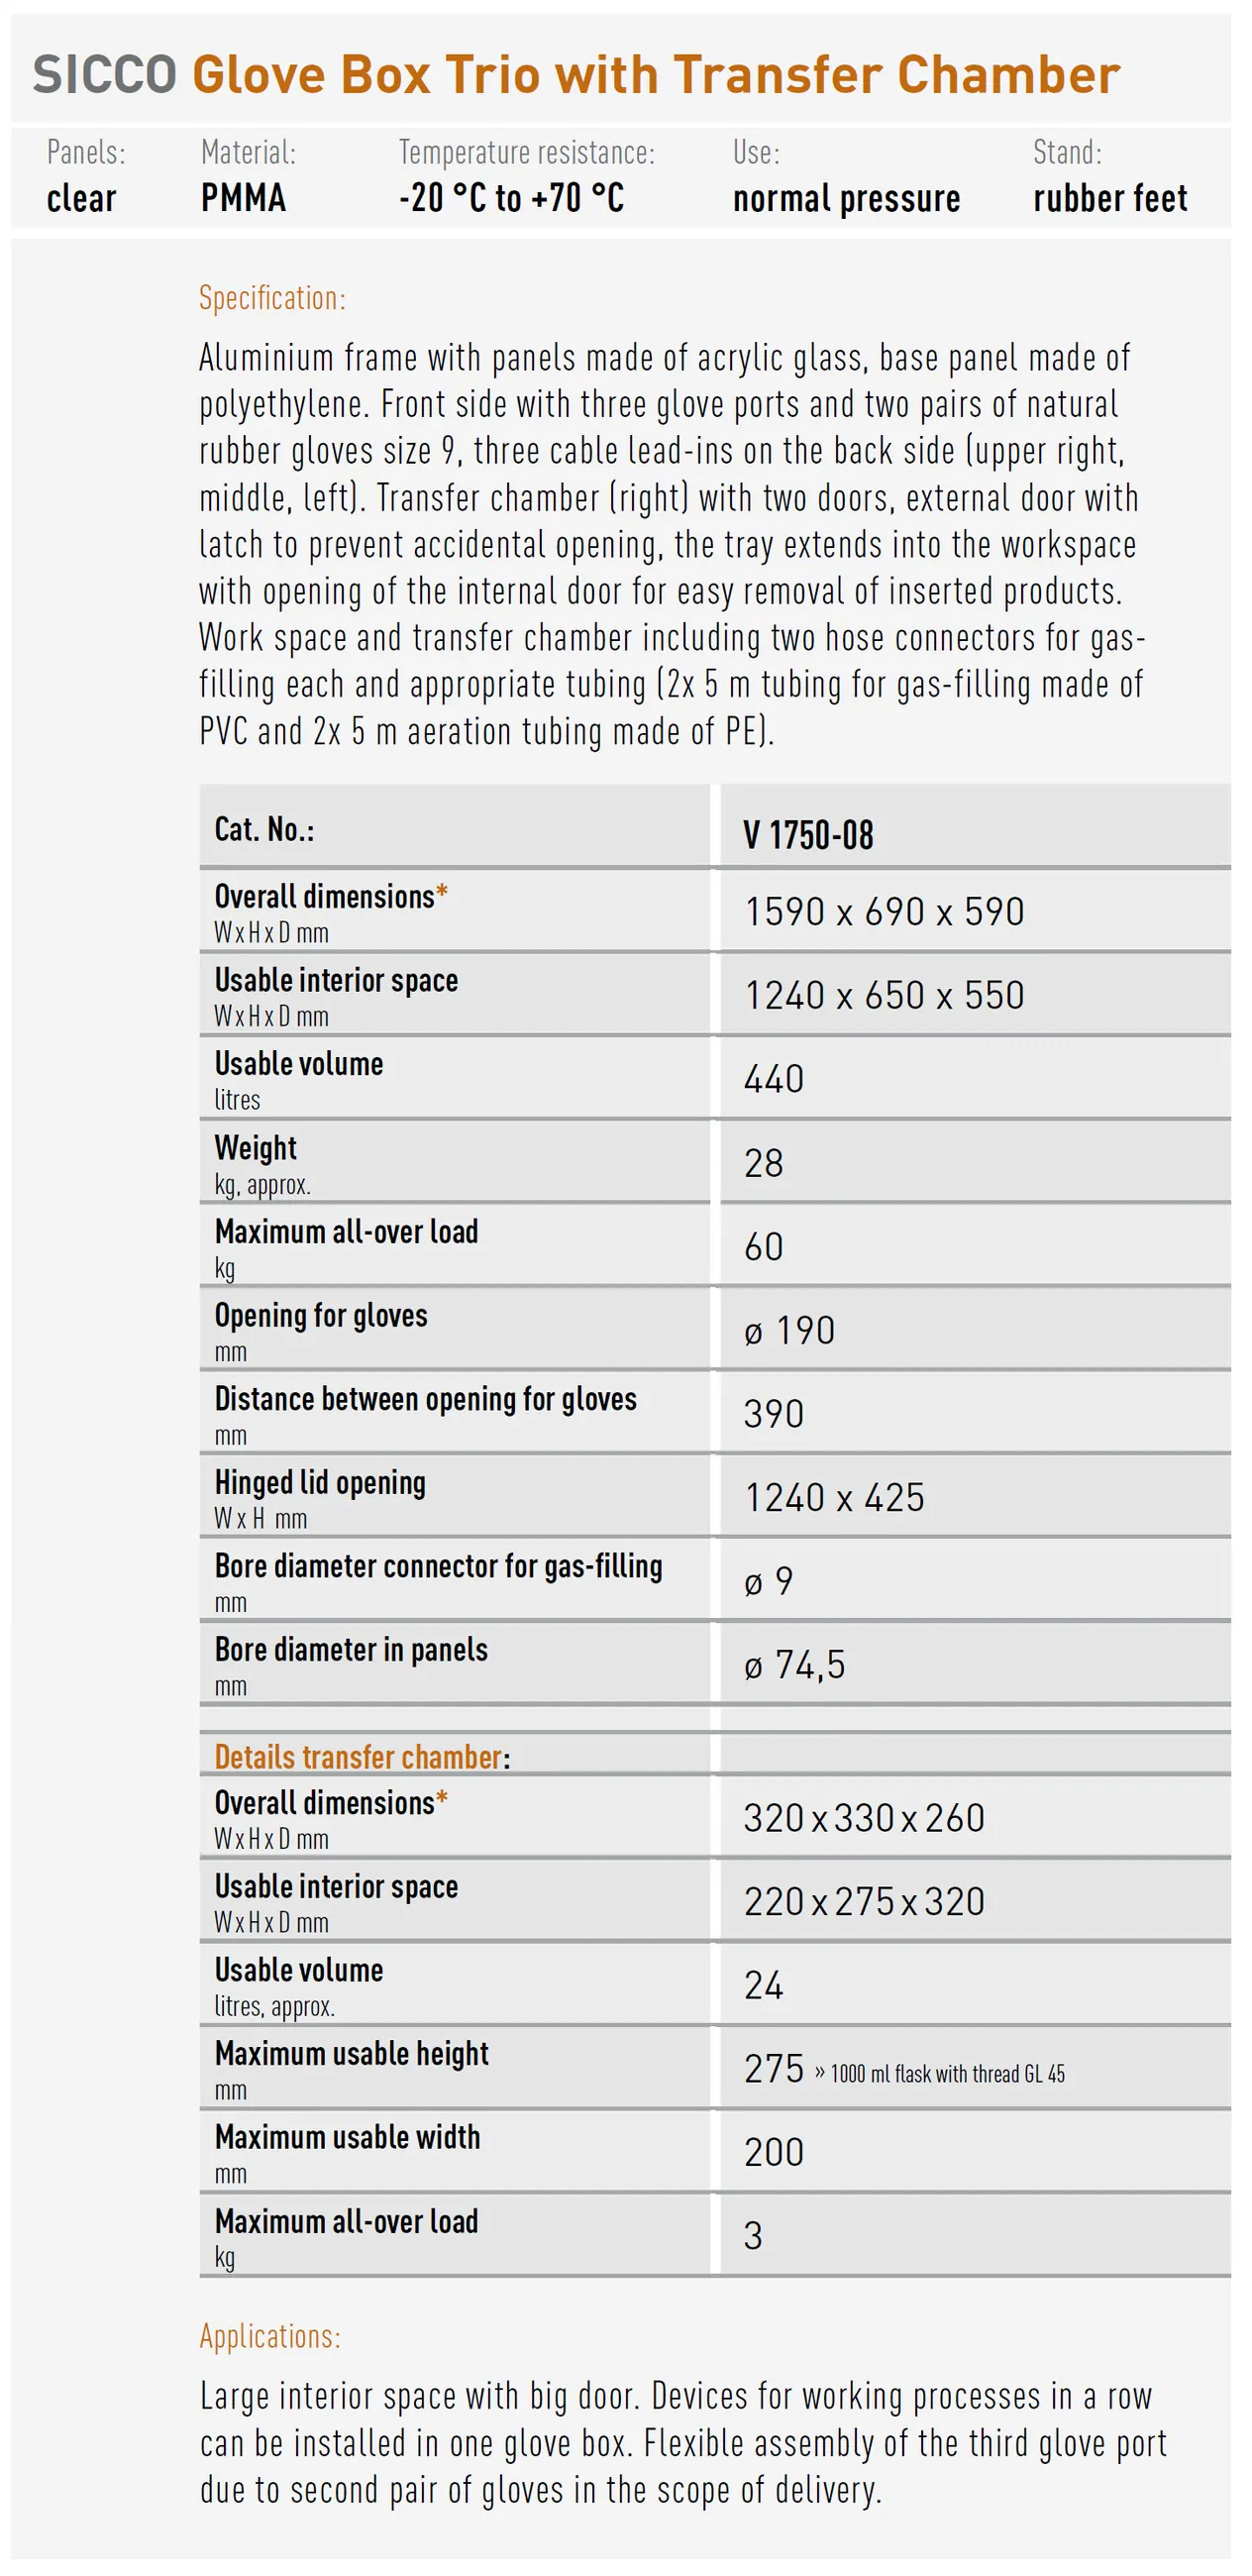 SICCO Glove Box Trio with Transfer Chamber
Panels: Material: Temperature resistance: Use: Stand:
clear PMMA -20 °C to +70 °C normal pressure rubber feet
Specification:
Aluminium frame with panels made of acrylic glass, base panel made of
polyethylene. Front side with three glove ports and two pairs of natural
rubber gloves size 9, three cable lead-ins on the back side (upper right,
middle, left). Transfer chamber (right) with two doors, external door with
latch to prevent accidental opening, the tray extends into the workspace
with opening of the internal door for easy removal of inserted products.
Work space and transfer chamber including two hose connectors for gas-
filling each and appropriate tubing (2x 5 m tubing for gas-filling made of
PVC and 2x 5 m aeration tubing made of PE).
Cat. No.: V 1750-08
Overall dimensions* 1590 x 690 x 590
W x H x D mm
Usable interior space 1240 x 650 x 550
W x H x D mm
Usable volume 440
litres
Weight 28
kg, approx.
Maximum all-over load 60
kg
Opening for gloves ø 190
mm
Distance between opening for gloves 390
mm
Hinged lid opening 1240 x 425
W x H mm
Bore diameter connector for gas-filling ø 9
mm
Bore diameter in panels ø 74,5
mm
Details transfer chamber:
Overall dimensions* 320 x 330 x 260
W x H x D mm
Usable interior space 220 x 275 x 320
W x H x D mm
Usable volume 24
litres, approx.
Maximum usable height 275 » 1000 ml flask with thread GL 45
mm
Maximum usable width 200
mm
Maximum all-over load 3
kg
Applications:
Large interior space with big door. Devices for working processes in a row
can be installed in one glove box. Flexible assembly of the third glove port
due to second pair of gloves in the scope of delivery.